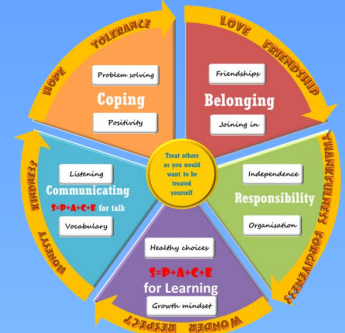 HOPE TOLERANCE
LOVE FRIENDSHIP
Problem solving
Coping
Positivity
Friendships
Belonging
Joining in
Treat others
as you would
want to be
treated
yourself
Listening
Communicating
S=P+A+C+E for talk
Vocabulary
Independence
Responsibility
Organisation
Healthy choices
S=P+A+C+E
for Learning
Growth mindset
THANKFULNESS FORGIVENESS
WONDER RESPECT
HONESTY